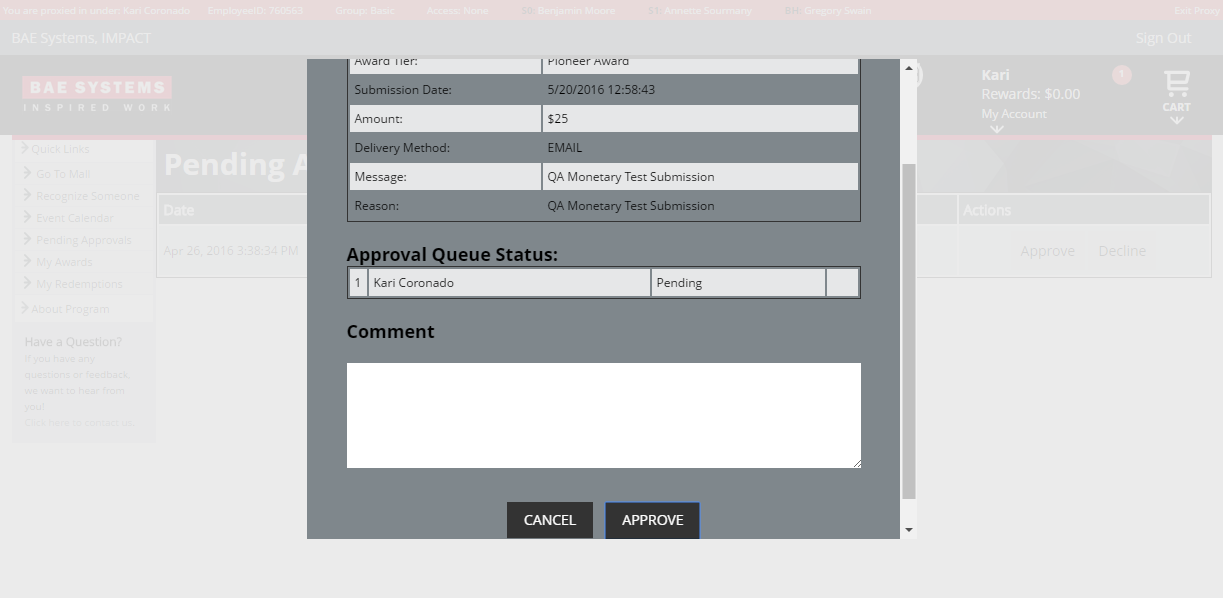 You are proxied in under: Kari Coronado EmployeeID: 760563 Group: Basic Access: None SO: Benjamin Moore S1: Annette Sourmany BH: Gregory Swain Exit Proxy
BAE Systems, IMPACT Sign Out
BAE SYSTEMS
INSPIRED WORK
Kari 1
Rewards: $0.00
My Account
CART
Quick Links
Go To Mall
Recognize Someone
Event Calendar
Pending Approvals
My Awards
My Redemptions
About Program
Have a Question?
If you have any
questions or feedback,
we want to hear from
you!
Click here to contact us.
Pending A
Date Actions
Apr 26, 2016 3:38:34 PM Approve Decline
Award Tier: Pioneer Award
Submission Date: 5/20/2016 12:58:43
Amount: $25
Delivery Method: EMAIL
Message: QA Monetary Test Submission
Reason: QA Monetary Test Submission
Approval Queue Status:
1 Kari Coronado Pending
Comment
CANCEL APPROVE